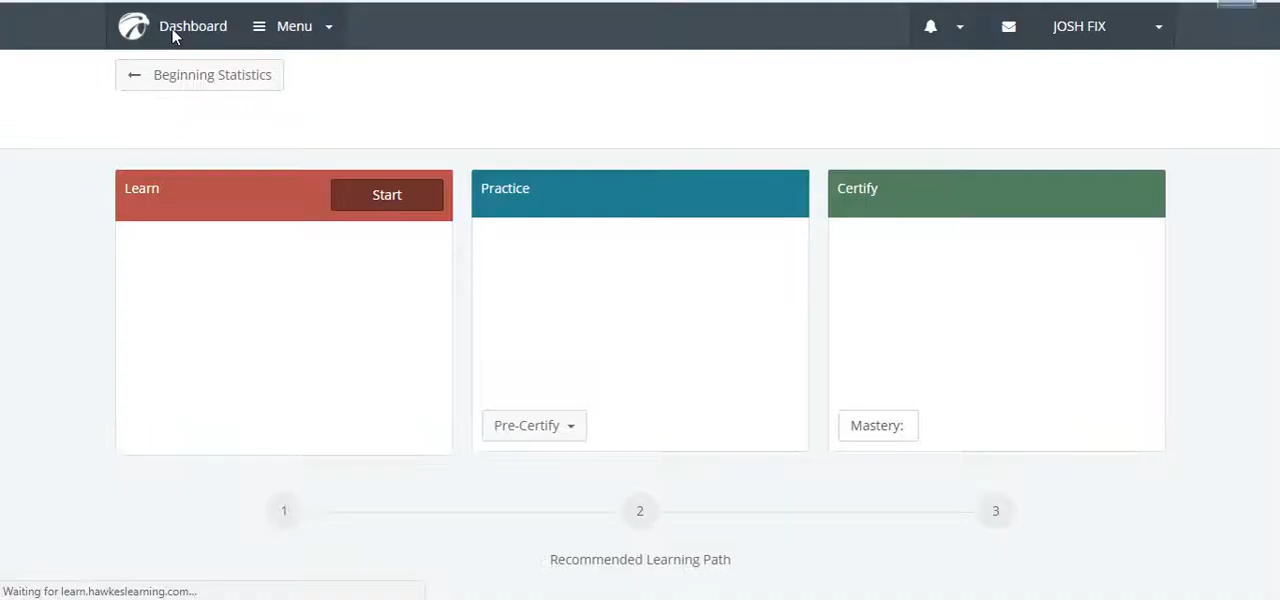 Dashboard
Menu
JOSH FIX
Beginning Statistics
Learn
Start
Practice
Certify
Pre-Certify
Mastery:
1
2
3
Recommended Learning Path
Waiting for learn.hawkeslearning.com...